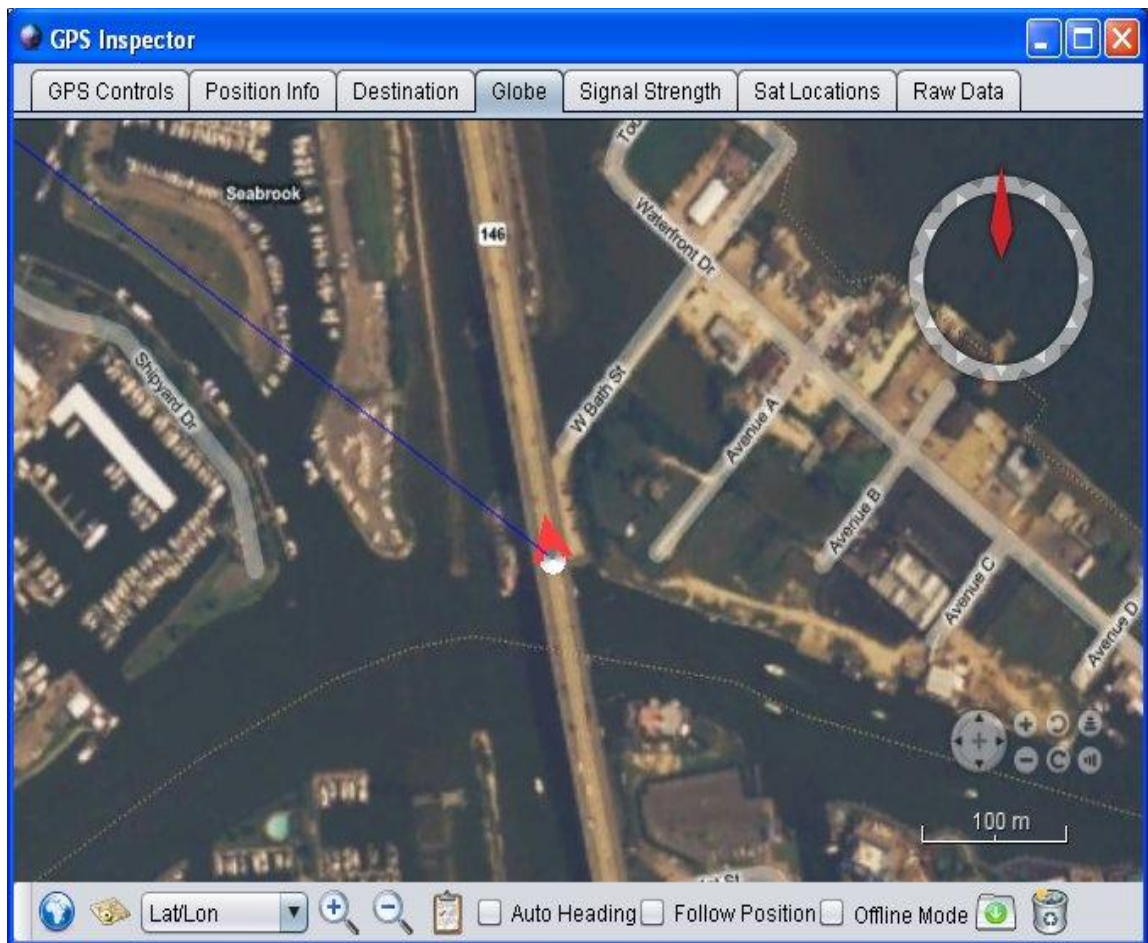 GPS Inspector
GPS Controls
Position Info
Destination
Globe
Signal Strength
Sat Locations
Raw Data
Seabrook
146
Waterfront Dr
W Bath St
Avenue A
Shipyard Dr
Avenue B
Avenue C
Avenue D
100 m
Lat/Lon
Auto Heading
Follow Position
Offline Mode